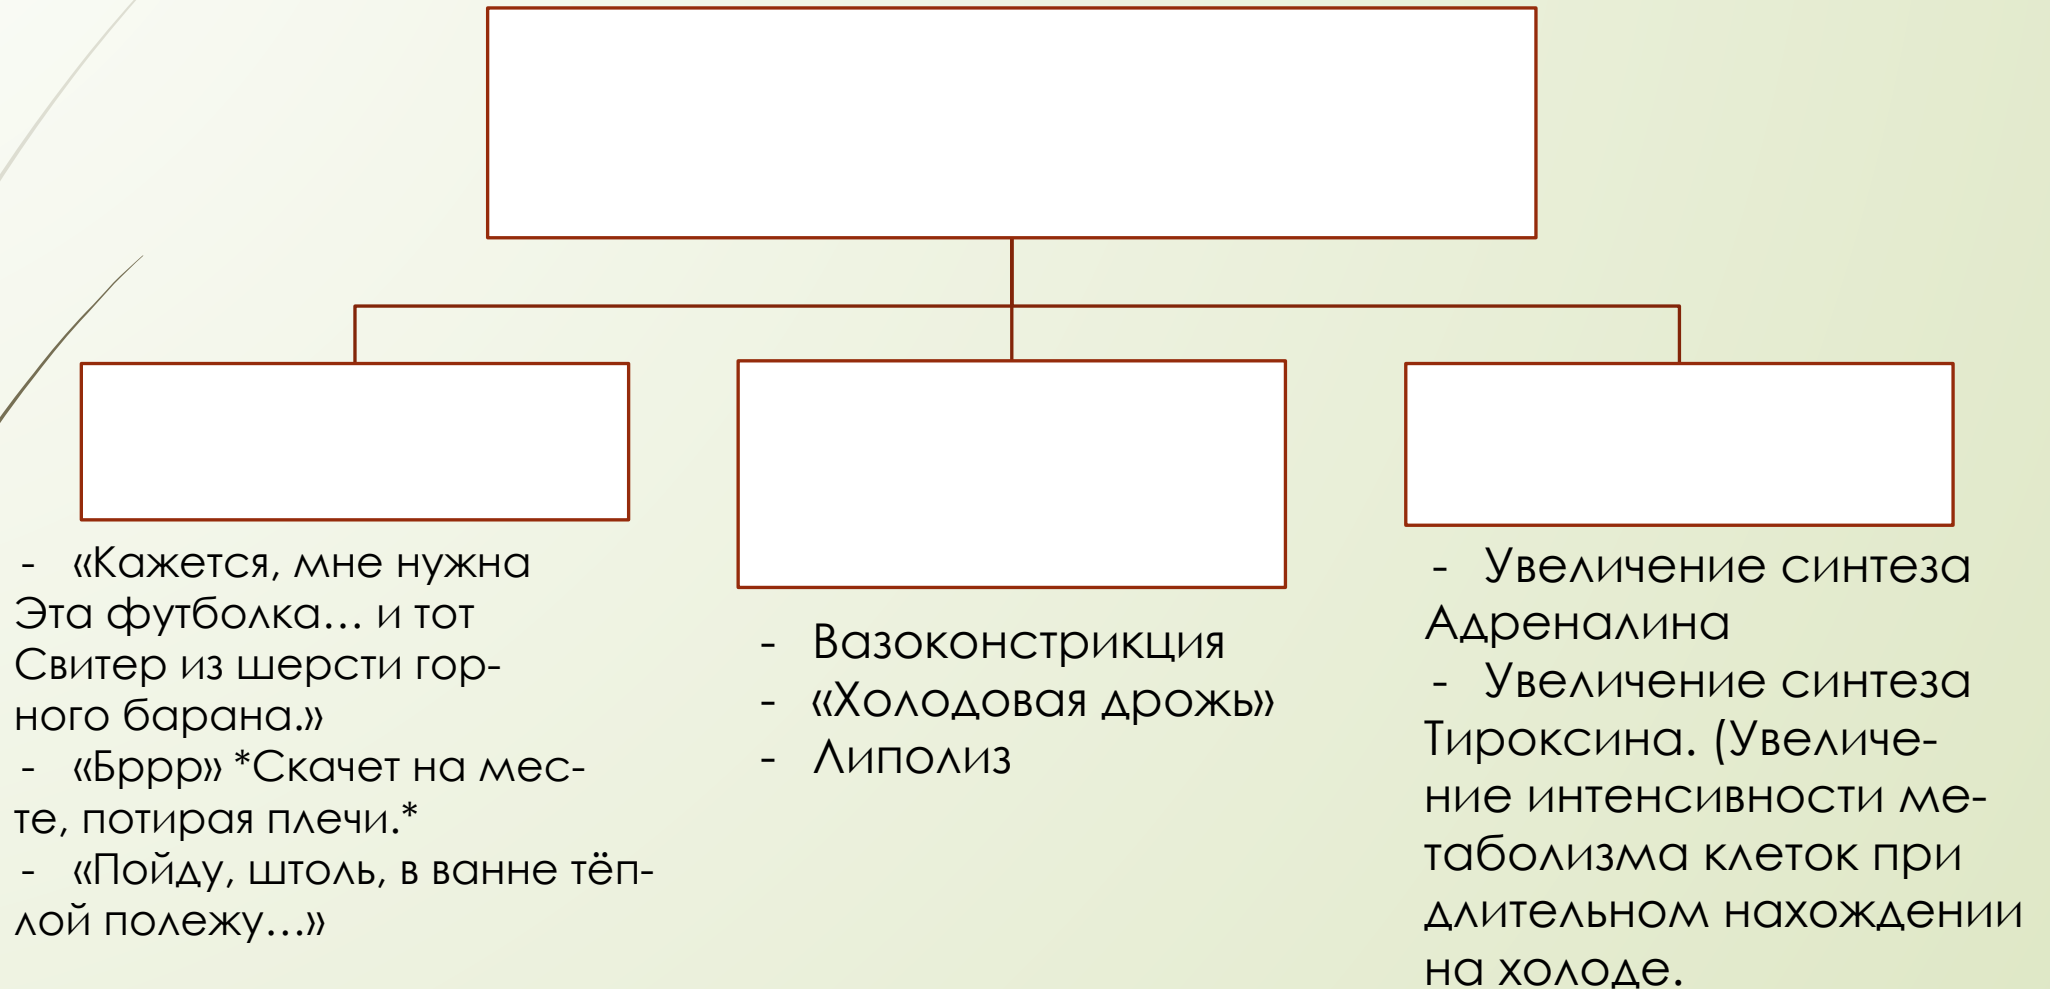 - «Кажется, мне нужна
Эта футболка… и тот
Свитер из шерсти гор-
ного барана.»
- «Бррр» *Скачет на мес-
те, потирая плечи.*
- «Пойду, штоль, в ванне тёп-
лой полежу…»
- Вазоконстрикция
- «Холодовая дрожь»
- Липолиз
- Увеличение синтеза
Адреналина
- Увеличение синтеза
Тироксина. (Увеличе-
ние интенсивности ме-
таболизма клеток при
длительном нахождении
на холоде.